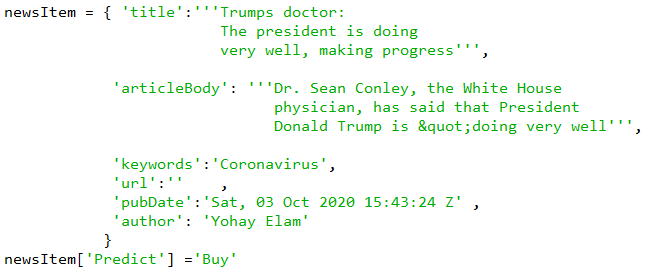 newsItem = { 'title':'''Trumps doctor:
The president is doing
very well, making progress''',
'articleBody': '''Dr. Sean Conley, the White House
physician, has said that President
Donald Trump is &quot;doing very well''',
'keywords':'Coronavirus',
'url':'' ,
'pubDate':'Sat, 03 Oct 2020 15:43:24 Z' ,
'author': 'Yohay Elam'
}
newsItem['Predict'] ='Buy'